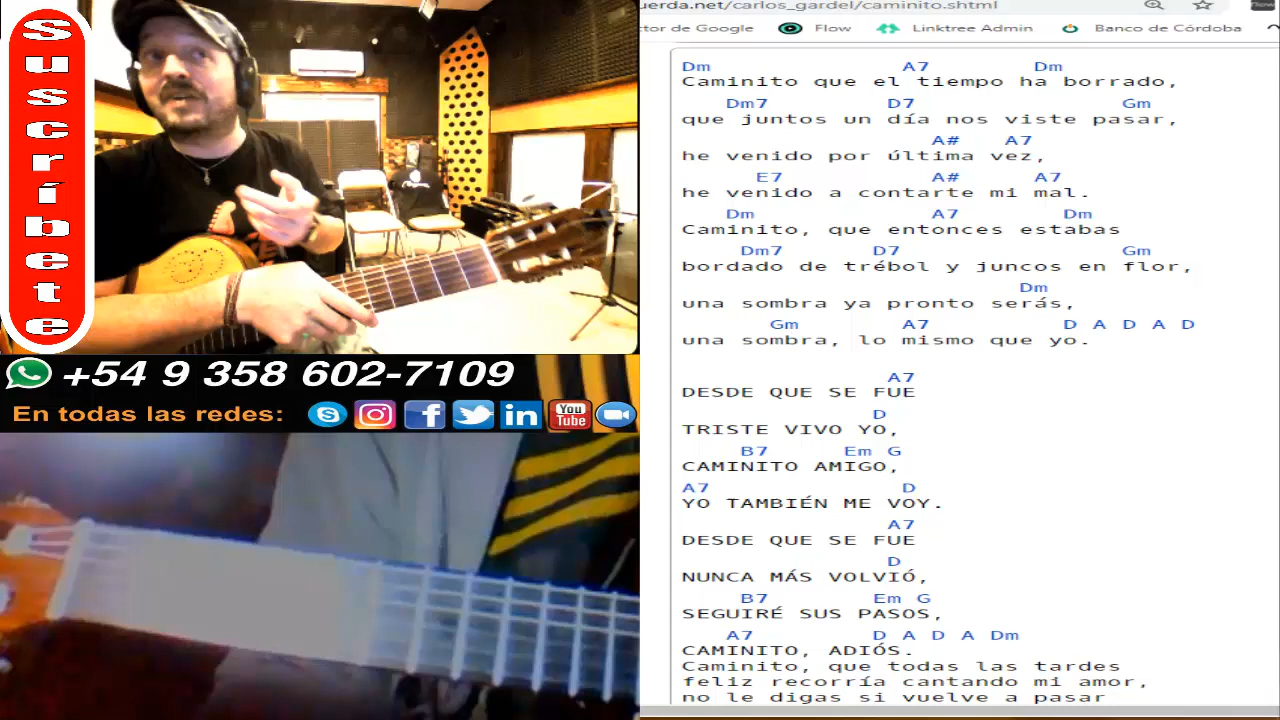 Suscríbete
+54 9 358 602-7109
En todas las redes:
You
Tube
uerda.net/carlos_gardel/caminito.shtml
tor de Google Flow Linktree Admin Banco de Córdoba
Dm A7 Dm
Caminito que el tiempo ha borrado,
Dm7 D7 Gm
que juntos un día nos viste pasar,
A# A7
he venido por última vez,
E7 A# A7
he venido a contarte mi mal.
Dm A7 Dm
Caminito, que entonces estabas
Dm7 D7 Gm
bordado de trébol y juncos en flor,
Dm
una sombra ya pronto serás,
Gm A7 D A D A D
una sombra, lo mismo que yo.
A7
DESDE QUE SE FUE
D
TRISTE VIVO YO,
B7 Em G
CAMINITO AMIGO,
A7 D
YO TAMBIÉN ME VOY.
A7
DESDE QUE SE FUE
D
NUNCA MÁS VOLVIÓ,
B7 Em G
SEGUIRÉ SUS PASOS,
A7 D A D A Dm
CAMINITO, ADIÓS.
Caminito, que todas las tardes
feliz recorría cantando mi amor,
no le digas si vuelve a pasar